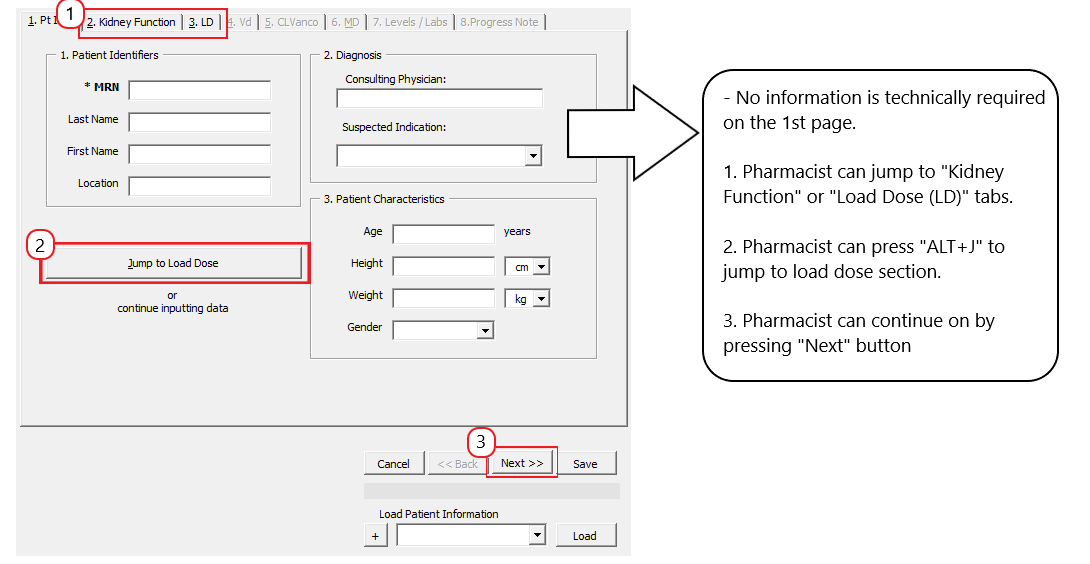 1. Pt I
1
2. Kidney Function
3. LD
4. Vd
5. CLVanco
6. MD
7. Levels / Labs
8.Progress Note
1. Patient Identifiers
* MRN
Last Name
First Name
Location
2
Jump to Load Dose
or
continue inputting data
2. Diagnosis
Consulting Physician:
Suspected Indication:
3. Patient Characteristics
Age
years
Height
cm
Weight
kg
Gender
3
Cancel
<< Back
Next >>
Save
Load Patient Information
+
Load
- No information is technically required
on the 1st page.
1. Pharmacist can jump to "Kidney
Function" or "Load Dose (LD)" tabs.
2. Pharmacist can press "ALT+J" to
jump to load dose section.
3. Pharmacist can continue on by
pressing "Next" button